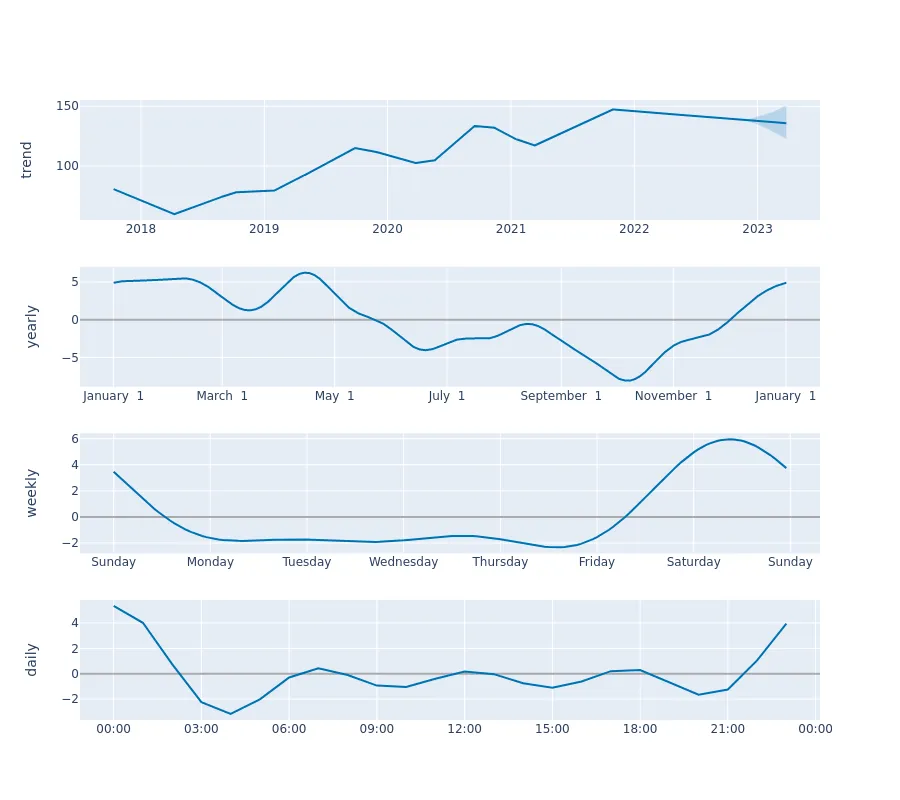 trend
150
100
2018 2019 2020 2021 2022 2023
yearly
5
0
−5
January 1 March 1 May 1 July 1 September 1 November 1 January 1
weekly
6
4
2
0
−2
Sunday Monday Tuesday Wednesday Thursday Friday Saturday Sunday
daily
4
2
0
−2
00:00 03:00 06:00 09:00 12:00 15:00 18:00 21:00 00:00